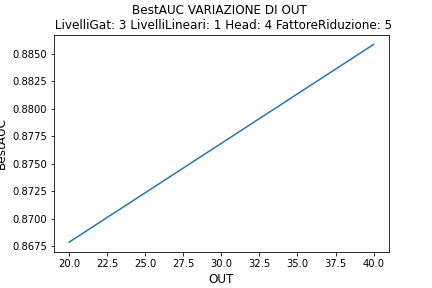 BestAUC VARIAZIONE DI OUT
LivelliGat: 3 LivelliLineari: 1 Head: 4 FattoreRiduzione: 5
BestAUC
0.8850
0.8825
0.8800
0.8775
0.8750
0.8725
0.8700
0.8675
20.0 22.5 25.0 27.5 30.0 32.5 35.0 37.5 40.0
OUT